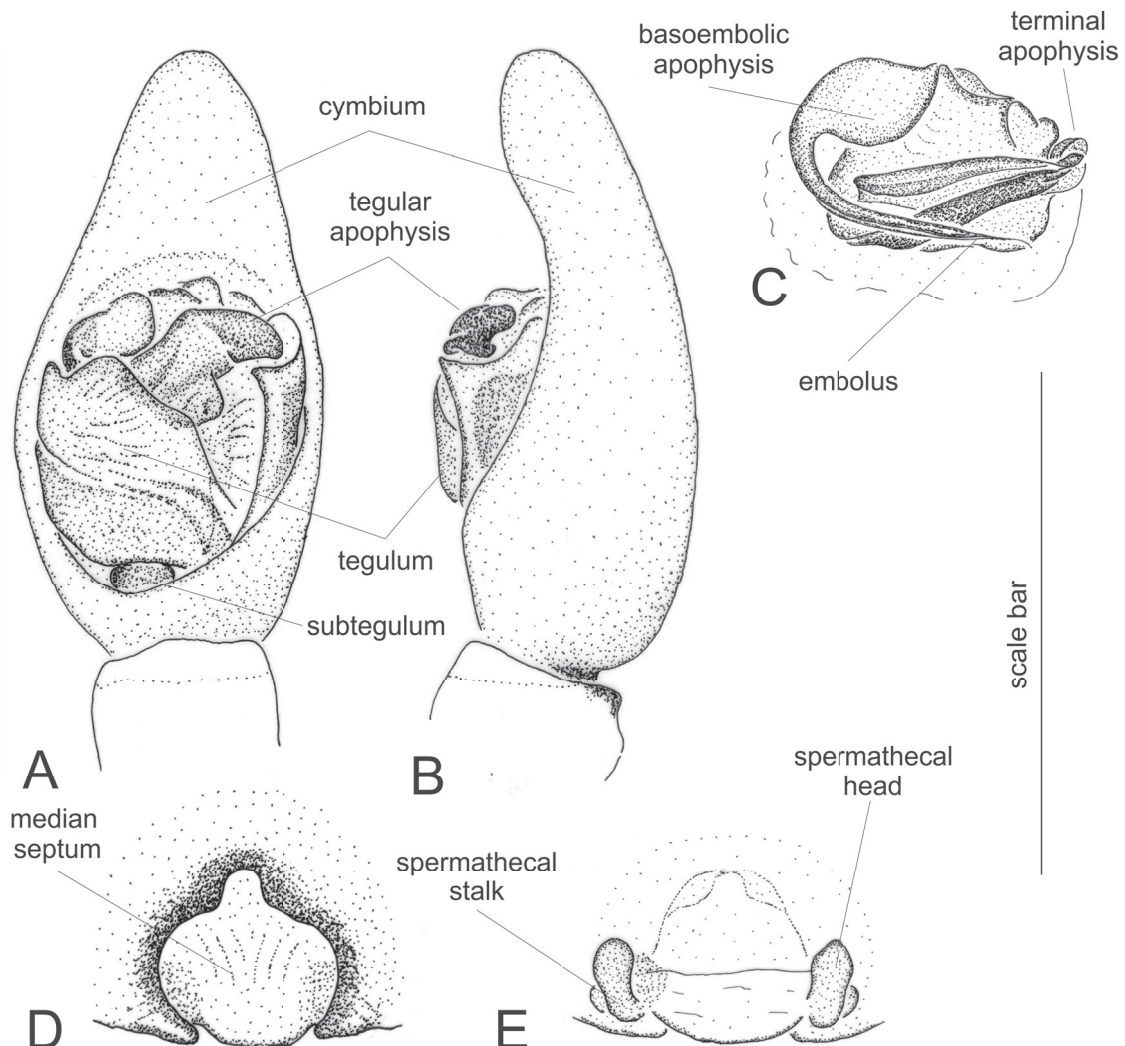 basoembolic
apophysis
terminal
apophysis
cymbium
tegular
apophysis
C
embolus
tegulum
subtegulum
scale bar
A
B
median
septum
spermathecal
head
spermathecal
stalk
D
E